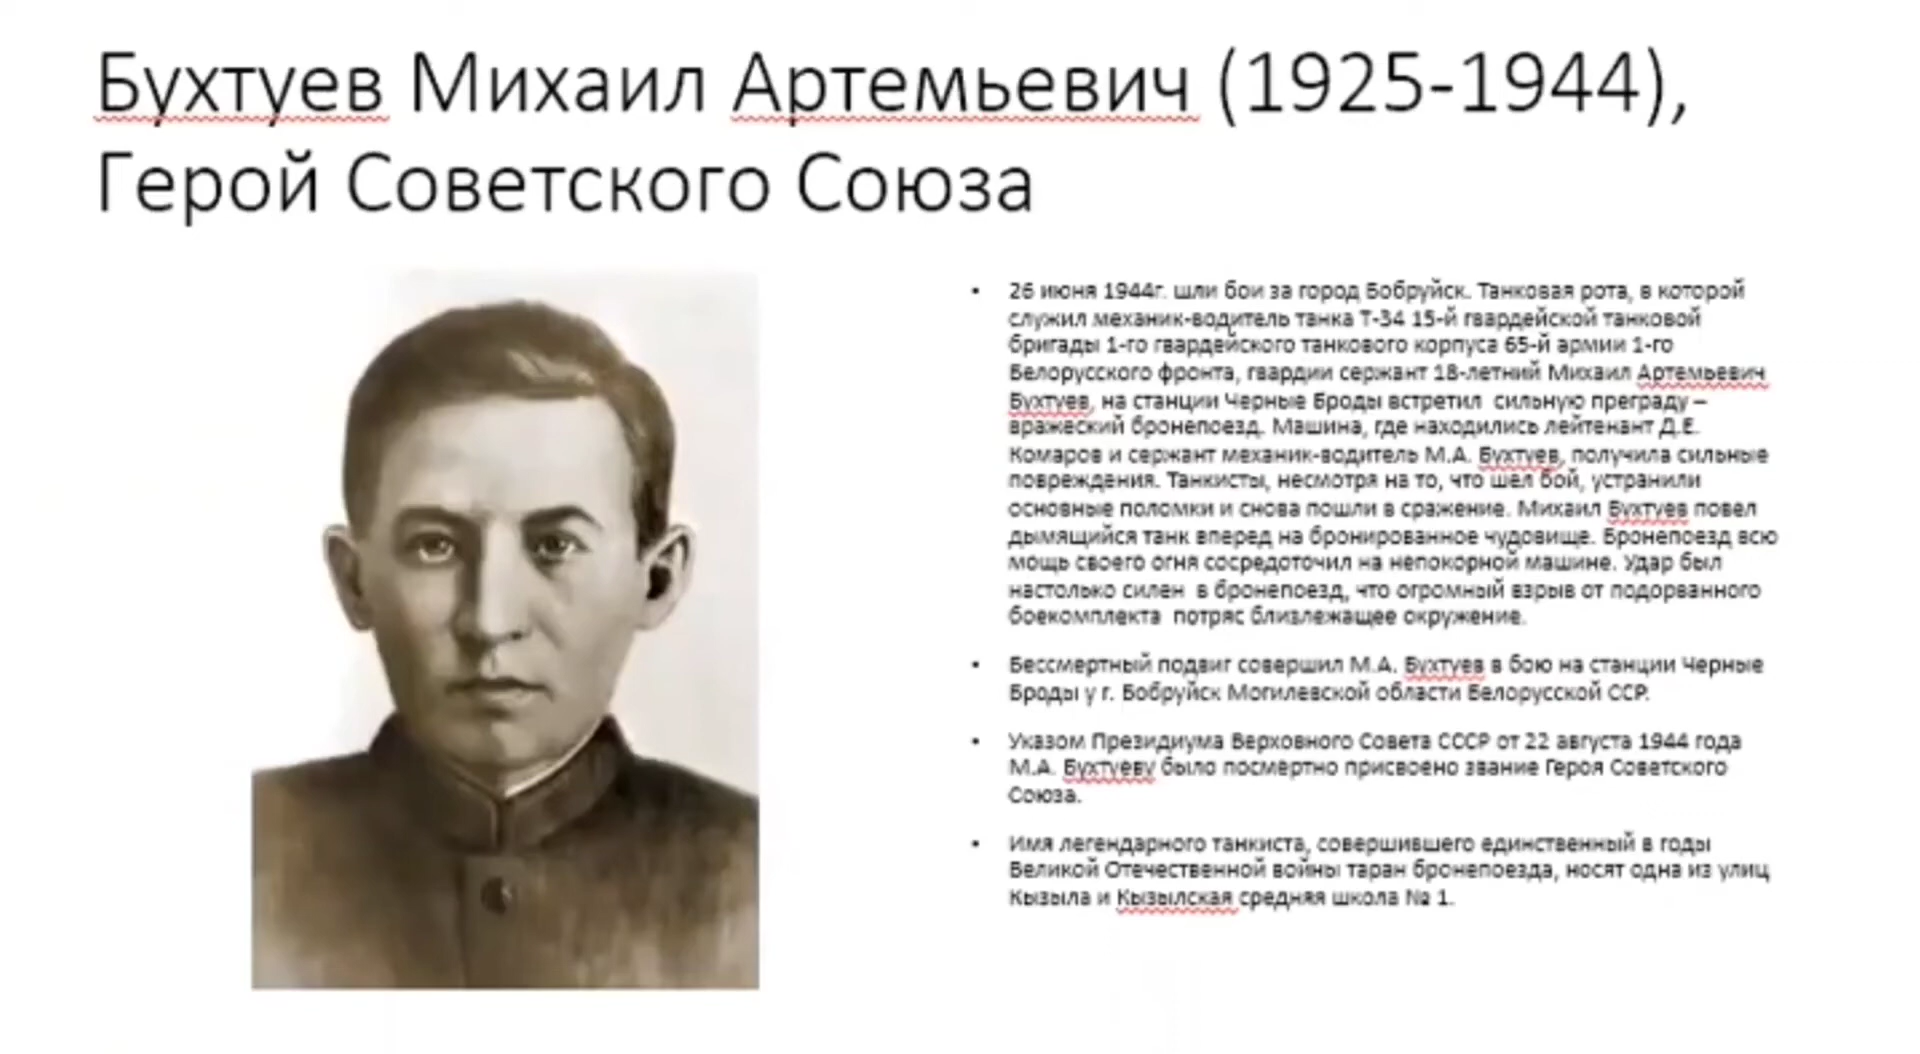 Бухтуев Михаил Артемьевич (1925-1944),
Герой Советского Союза
• 26 июня 1944г. шли бои за город Бобруйск. Танковая рота, в которой
служил механик-водитель танка Т-34 15-й гвардейской танковой
бригады 1-го гвардейского танкового корпуса 65-й армии 1-го
Белорусского фронта, гвардии сержант 18-летний Михаил Артемьевич
Бухтуев, на станции Черные Броды встретил сильную преграду –
вражеский бронепоезд. Машина, где находились лейтенант Д.Е.
Комаров и сержант механик-водитель М.А. Бухтуев, получила сильные
повреждения. Танкисты, несмотря на то, что шел бой, устранили
основные поломки и снова пошли в сражение. Михаил Бухтуев повел
дымящийся танк вперед на бронированное чудовище. Бронепоезд всю
мощь своего огня сосредоточил на непокорной машине. Удар был
настолько силен в бронепоезд, что огромный взрыв от подорванного
боекомплекта потряс близлежащее окружение.
• Бессмертный подвиг совершил М.А. Бухтуев в бою на станции Черные
Броды у г. Бобруйск Могилевской области Белорусской ССР.
• Указом Президиума Верховного Совета СССР от 22 августа 1944 года
М.А. Бухтуеву было посмертно присвоено звание Героя Советского
Союза.
• Имя легендарного танкиста, совершившего единственный в годы
Великой Отечественной войны таран бронепоезда, носят одна из улиц
Кызыла и Кызылская средняя школа № 1.